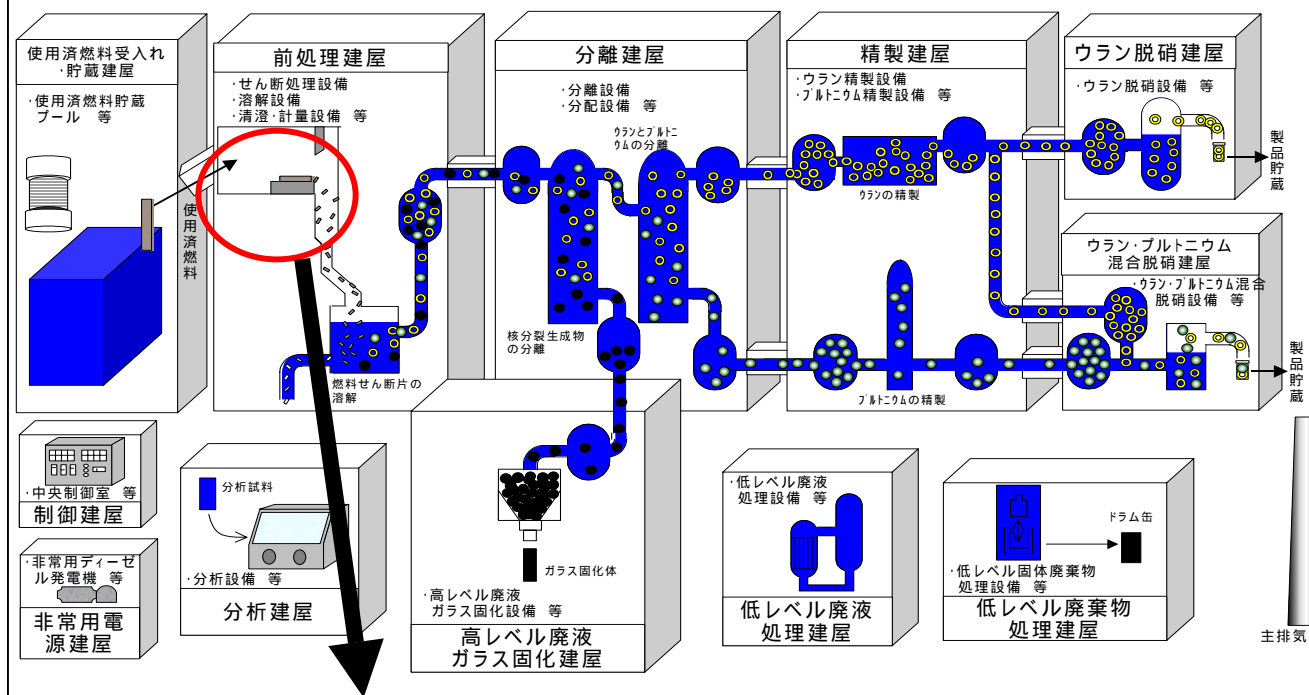 使用済燃料受入れ
・貯蔵建屋
・使用済燃料貯蔵
プール 等
使用済燃料
前処理建屋
・せん断処理設備
・溶解設備
・清澄・計量設備 等
燃料せん断片の
溶解
分離建屋
・分離設備
・分配設備 等
ウランとプルトニ
ウムの分離
核分裂生成物
の分離
精製建屋
・ウラン精製設備
・プルトニウム精製設備 等
ウランの精製
プルトニウムの精製
ウラン脱硝建屋
・ウラン脱硝設備 等
製品貯蔵
ウラン・プルトニウム
混合脱硝建屋
・ウラン・プルトニウム混合
脱硝設備 等
製品貯蔵
・中央制御室 等
制御建屋
・非常用ディーゼ
ル発電機 等
非常用電
源建屋
分析試料
・分析設備 等
分析建屋
ガラス固化体
・高レベル廃液
ガラス固化設備 等
高レベル廃液
ガラス固化建屋
・低レベル廃液
処理設備 等
低レベル廃液
処理建屋
ドラム缶
・低レベル固体廃棄物
処理設備 等
低レベル廃棄物
処理建屋
主排気